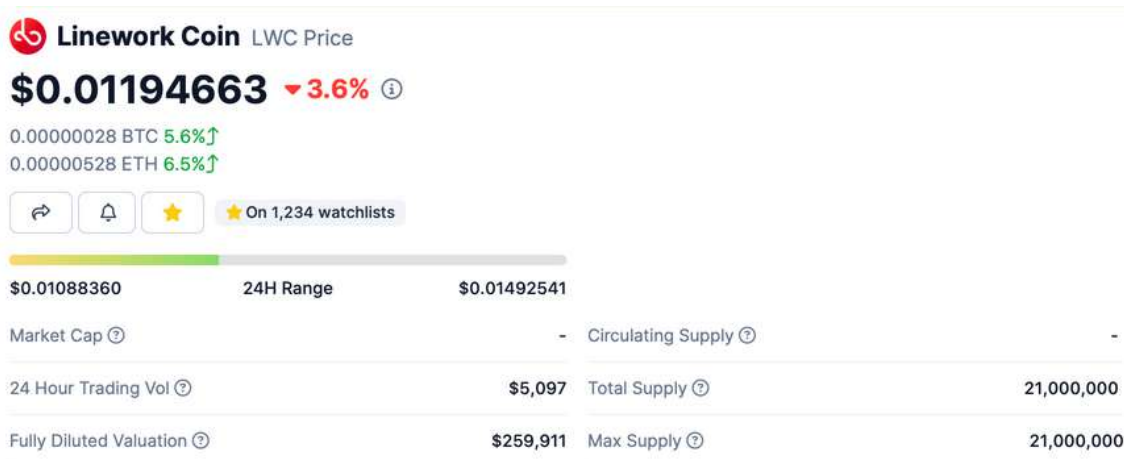 Linework Coin LWC Price
$0.01194663 3.6%
0.00000028 BTC 5.6%
0.00000528 ETH 6.5%
On 1,234 watchlists
$0.01088360 24H Range $0.01492541
Market Cap - Circulating Supply -
24 Hour Trading Vol $5,097 Total Supply 21,000,000
Fully Diluted Valuation $259,911 Max Supply 21,000,000